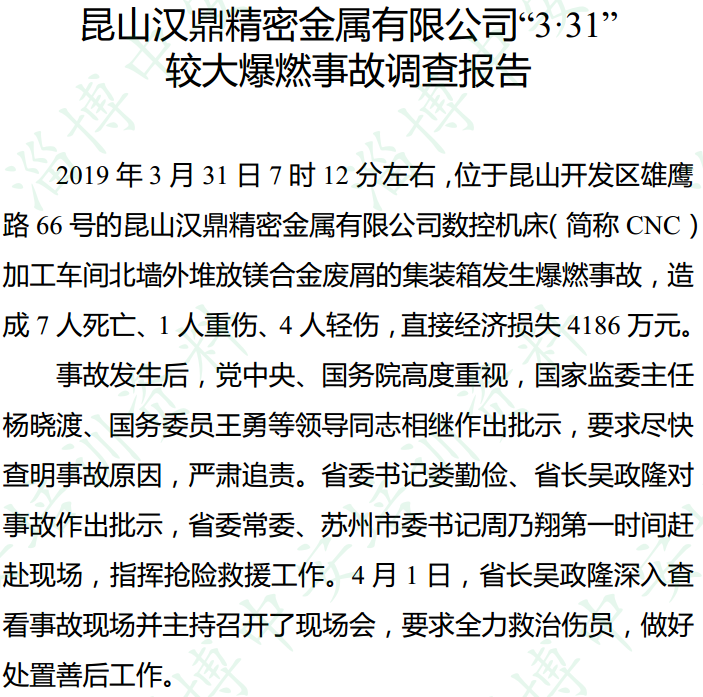 昆山汉鼎精密金属有限公司“3·31”
较大爆燃事故调查报告
2019 年 3 月 31 日 7 时 12 分左右，位于昆山开发区雄鹰
路 66 号的昆山汉鼎精密金属有限公司数控机床（简称 CNC）
加工车间北墙外堆放镁合金废屑的集装箱发生爆燃事故，造
成 7 人死亡、1 人重伤、4 人轻伤，直接经济损失 4186 万元。
事故发生后，党中央、国务院高度重视，国家监委主任
杨晓渡、国务委员王勇等领导同志相继作出批示，要求尽快
查明事故原因，严肃追责。省委书记娄勤俭、省长吴政隆对
事故作出批示，省委常委、苏州市委书记周乃翔第一时间赶
赴现场，指挥抢险救援工作。4 月 1 日，省长吴政隆深入查
看事故现场并主持召开了现场会，要求全力救治伤员，做好
处置善后工作。